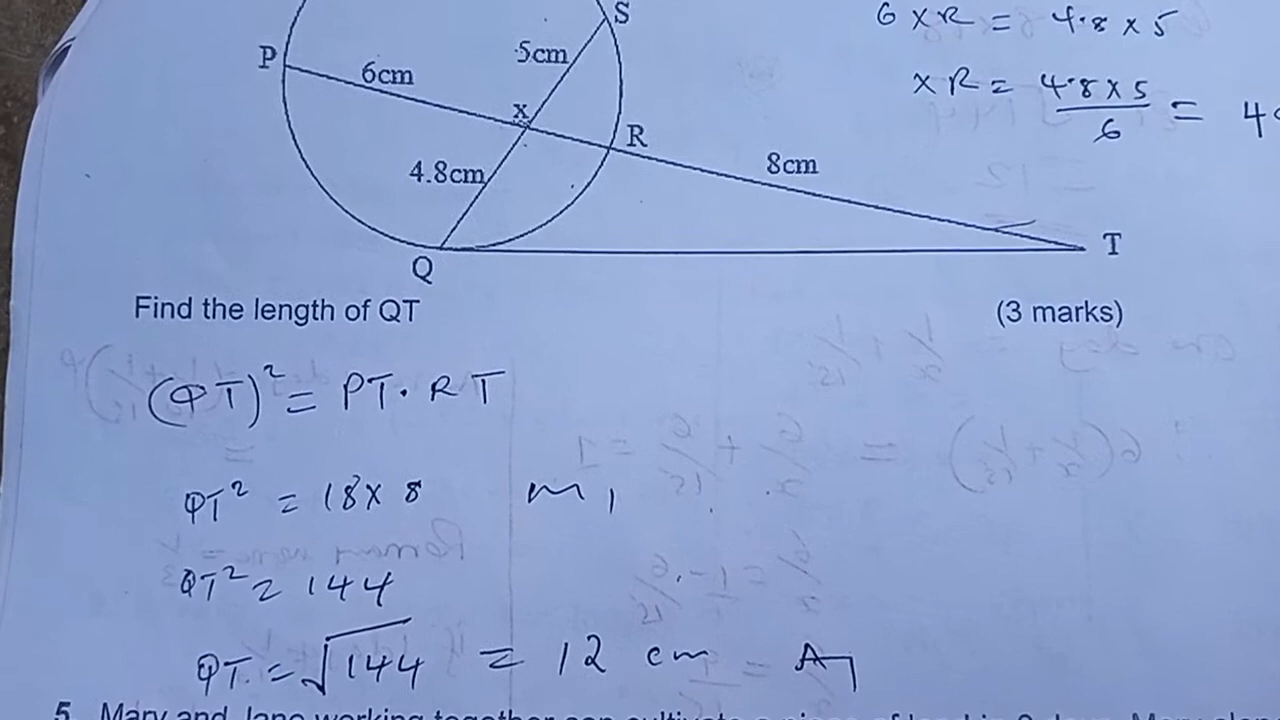 S
6 x R = 4.8 x 5
5cm
P
6cm
x R = 4.8 x 5
6
=
x
R
4.8cm
8cm
T
Q
Find the length of QT
(3 marks)
(QT)² = PT . RT
QT² = 18 x 8
M1
QT² = 144
QT = √144 = 12 cm
A1
5 Mary and Jane working together can cultivate a piece of land in